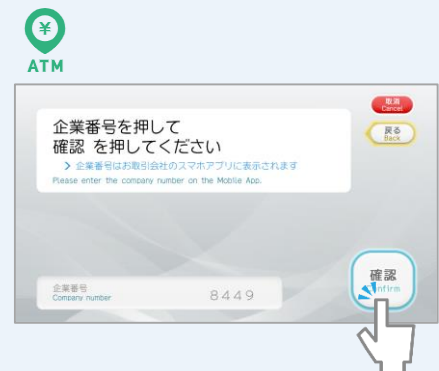 ¥
ATM
取消
Cancel
企業番号を押して
確認 を押してください
戻る
Back
> 企業番号はお取引会社のスマホアプリに表示されます
Please enter the company number on the Mobile App.
確認
nfirm
企業番号
Company number
8449